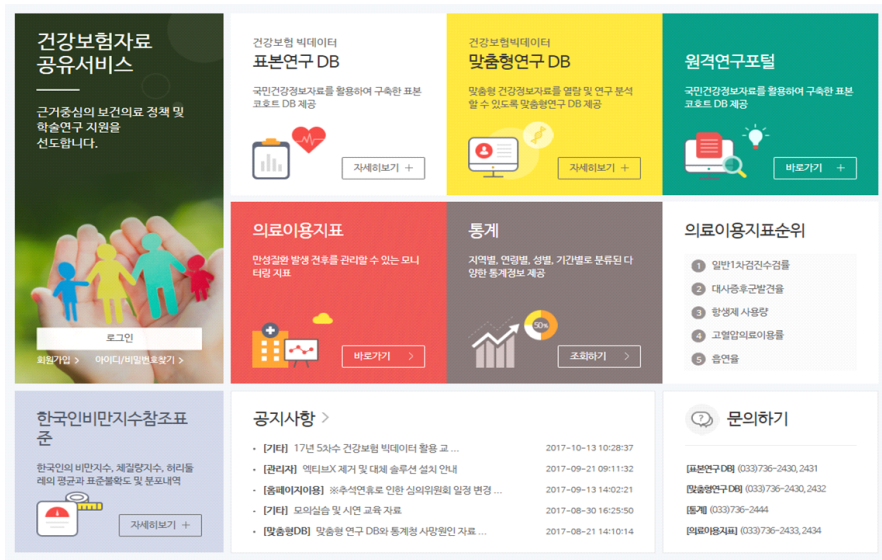 건강보험자료
공유서비스
근거중심의 보건의료 정책 및
학술연구 지원을
선도합니다.
로그인
회원가입 >
아이디/비밀번호찾기 >
건강보험 빅데이터
표본연구 DB
국민건강정보자료를 활용하여 구축한 표본
코호트 DB 제공
자세히보기 +
건강보험빅데이터
맞춤형연구 DB
맞춤형 건강정보자료를 열람 및 연구 분석
할 수 있도록 맞춤형연구 DB 제공
자세히보기 +
원격연구포털
국민건강정보자료를 활용하여 구축한 표본
코호트 DB 제공
바로가기 +
의료이용지표
만성질환 발생 전후를 관리할 수 있는 모니
터링 지표
바로가기 >
통계
지역별, 연령별, 성별, 기간별로 분류된 다
양한 통계정보 제공
50%
조회하기 >
의료이용지표순위
1 일반1차검진수검률
2 대사증후군발견율
3 항생제 사용량
4 고혈압의료이용률
5 흡연율
한국인비만지수참조표
준
한국인의 비만지수, 체질량지수, 허리둘
레의 평균과 표준불확도 및 분포내역
자세히보기 +
공지사항 >
· [기타] 17년 5차수 건강보험 빅데이터 활용 교 ... 2017-10-13 10:28:37
· [관리자] 엑티브X 제거 및 대체 솔루션 설치 안내 2017-09-21 09:11:32
· [홈페이지이용] ※추석연휴로 인한 심의위원회 일정 변경 ... 2017-09-13 14:02:21
· [기타] 모의실습 및 시연 교육 자료 2017-08-30 16:25:50
· [맞춤형DB] 맞춤형 연구 DB와 통계청 사망원인 자료 ... 2017-08-21 14:10:14
문의하기
[표본연구 DB] (033)736-2430, 2431
[맞춤형연구 DB] (033)736-2430, 2432
[통계] (033)736-2444
[의료이용지표] (033)736-2433, 2434